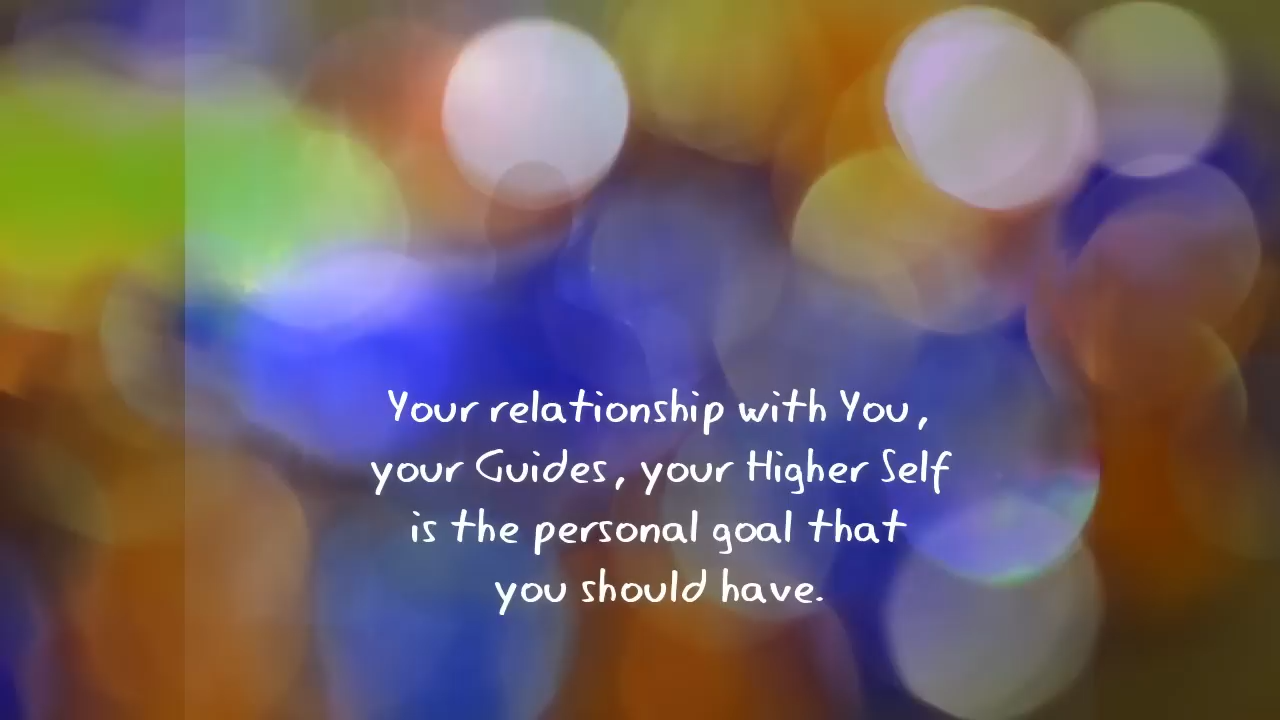 Your relationship with You,
your Guides, your Higher Self
is the personal goal that
you should have.